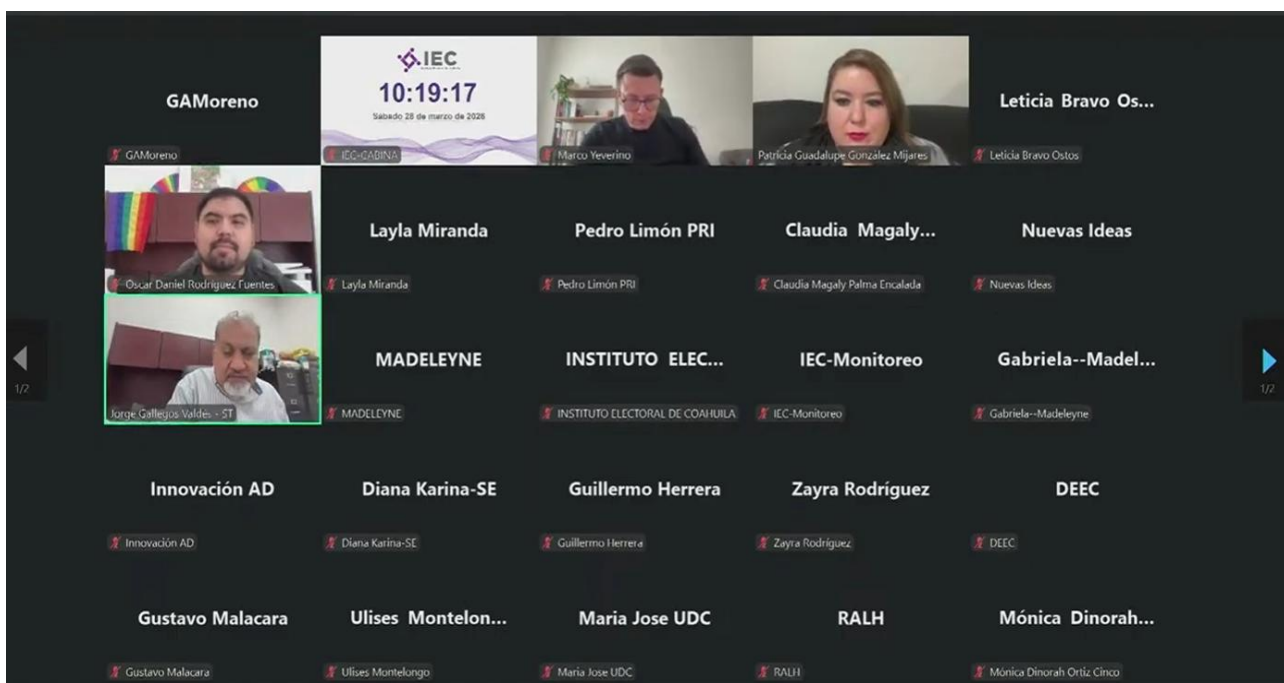 GAMoreno
GAMoreno
IEC
10:19:17
Sábado 28 de marzo de 2026
IEC-CABINA
Marco Yeverino
Patricia Guadalupe González Mijares
Leticia Bravo Os...
Leticia Bravo Ostos
Oscar Daniel Rodríguez Fuentes
Layla Miranda
Layla Miranda
Pedro Limón PRI
Pedro Limón PRI
Claudia Magaly...
Claudia Magaly Palma Encalada
Nuevas Ideas
Nuevas Ideas
1/2
Jorge Gallegos Valdés - ST
MADELEYNE
MADELEYNE
INSTITUTO ELEC...
INSTITUTO ELECTORAL DE COAHUILA
IEC-Monitoreo
IEC-Monitoreo
Gabriela--Madel...
Gabriela--Madeleyne
1/2
Innovación AD
Innovación AD
Diana Karina-SE
Diana Karina-SE
Guillermo Herrera
Guillermo Herrera
Zayra Rodríguez
Zayra Rodríguez
DEEC
DEEC
Gustavo Malacara
Gustavo Malacara
Ulises Montelon...
Ulises Montelongo
Maria Jose UDC
Maria Jose UDC
RALH
RALH
Mónica Dinorah...
Mónica Dinorah Ortiz Cinco